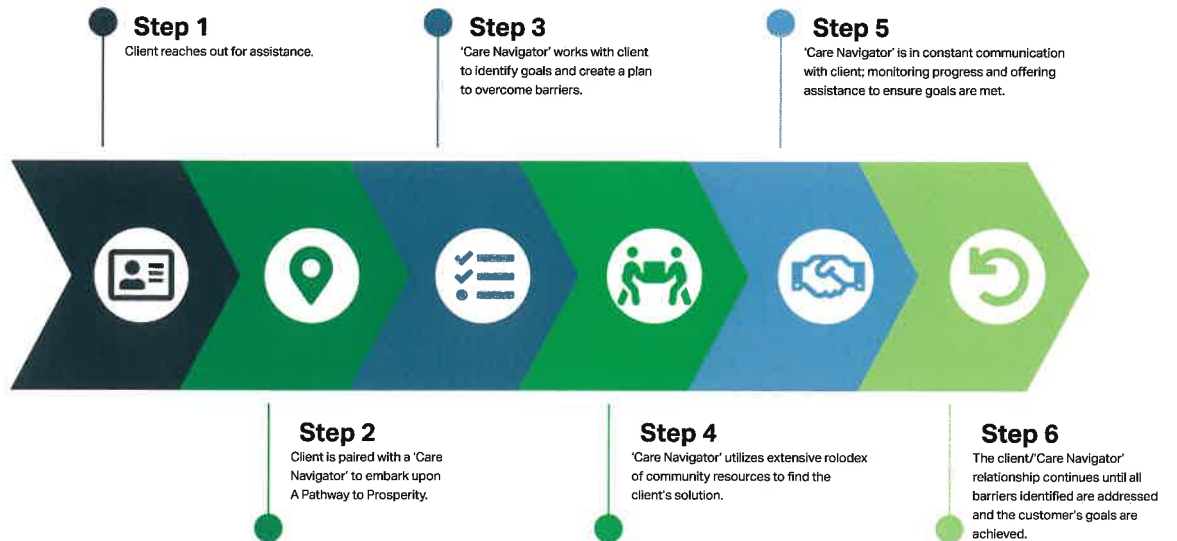 Step 1
Client reaches out for assistance.
Step 3
'Care Navigator' works with client
to identify goals and create a plan
to overcome barriers.
Step 5
'Care Navigator' is in constant communication
with client; monitoring progress and offering
assistance to ensure goals are met.
Step 2
Client is paired with a 'Care
Navigator' to embark upon
A Pathway to Prosperity.
Step 4
'Care Navigator' utilizes extensive rolodex
of community resources to find the
client's solution.
Step 6
The client/'Care Navigator'
relationship continues until all
barriers identified are addressed
and the customer's goals are
achieved.